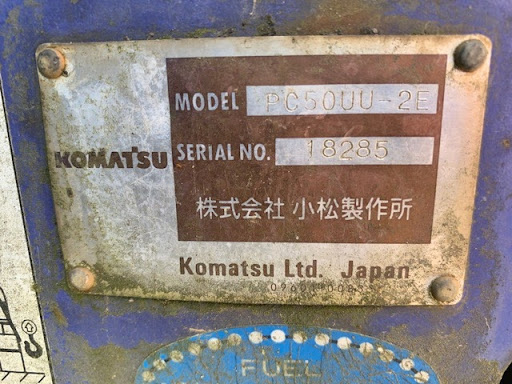 MODEL PC50UU-2E
KOMATSU
SERIAL NO. 18285
株式会社 小松製作所
Komatsu Ltd. Japan
FUEL